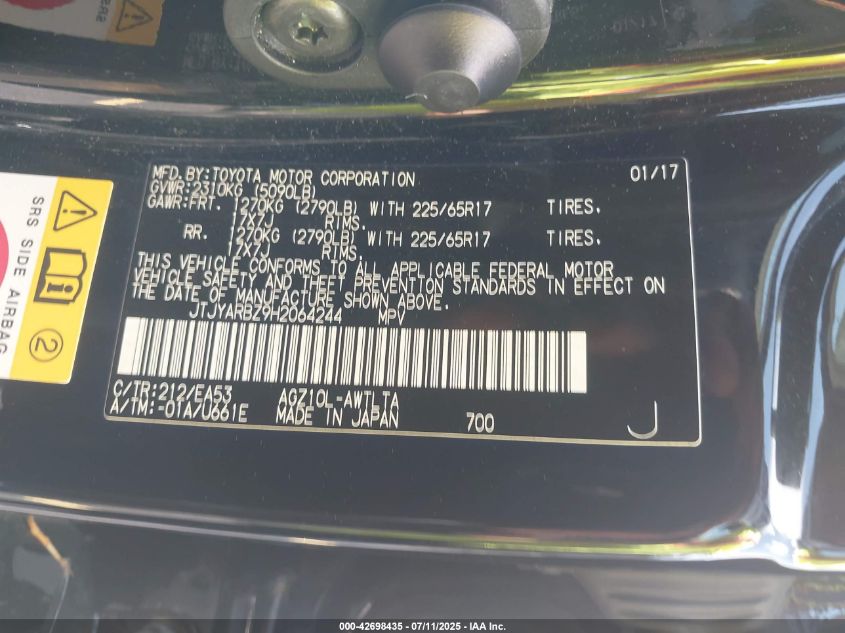 MFD. BY:TOYOTA MOTOR CORPORATION 01/17
GVWR:2310KG (5090LB)
GAWR:FRT. 1270KG (2790LB) WITH 225/65R17 TIRES.
17X7J RIMS.
RR. 1270KG (2790LB) WITH 225/65R17 TIRES.
17X7J RIMS.
THIS VEHICLE CONFORMS TO ALL APPLICABLE FEDERAL MOTOR
VEHICLE SAFETY AND THEFT PREVENTION STANDARDS IN EFFECT ON
THE DATE OF MANUFACTURE SHOWN ABOVE.
JTJYARBZ9H2064244 MPV
C/TR:212/EA53 AGZ10L-AWTLTA
A/TM:-01A/U661E MADE IN JAPAN 700
J
SRS SIDE AIRBAG
2
000-42698435 - 07/11/2025 - IAA Inc.